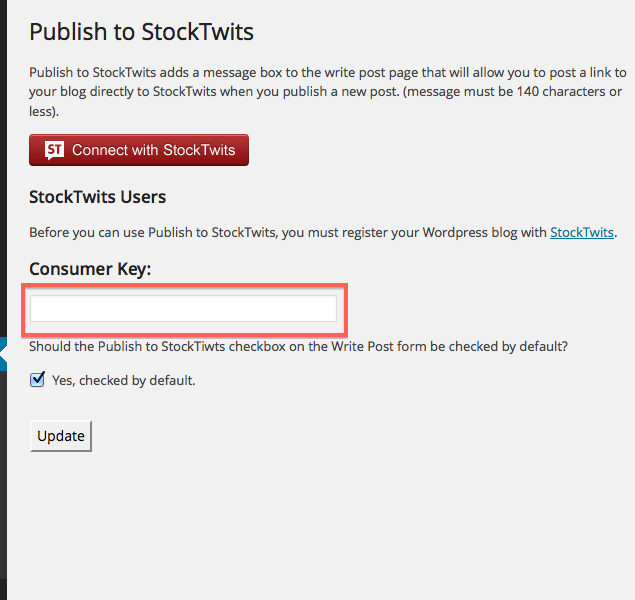 Publish to StockTwits
Publish to StockTwits adds a message box to the write post page that will allow you to post a link to
your blog directly to StockTwits when you publish a new post. (message must be 140 characters or
less).
ST Connect with StockTwits
StockTwits Users
Before you can use Publish to StockTwits, you must register your Wordpress blog with StockTwits.
Consumer Key:
Should the Publish to StockTiwts checkbox on the Write Post form be checked by default?
Yes, checked by default.
Update